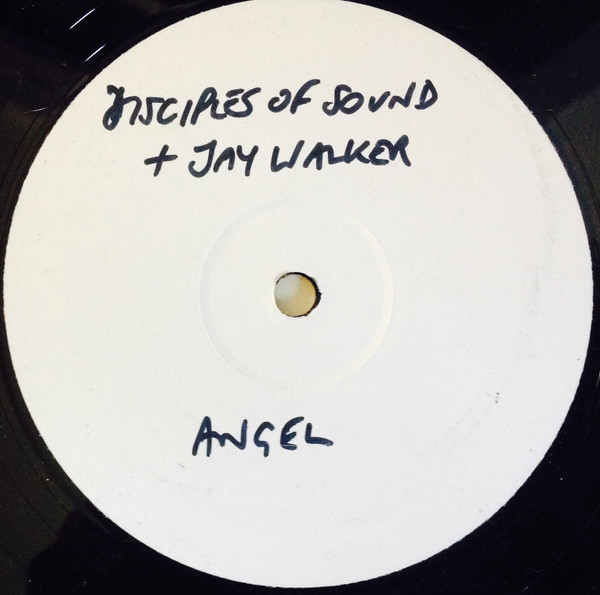 DISCIPLES OF SOUND
+ JAY WALKER
ANGEL